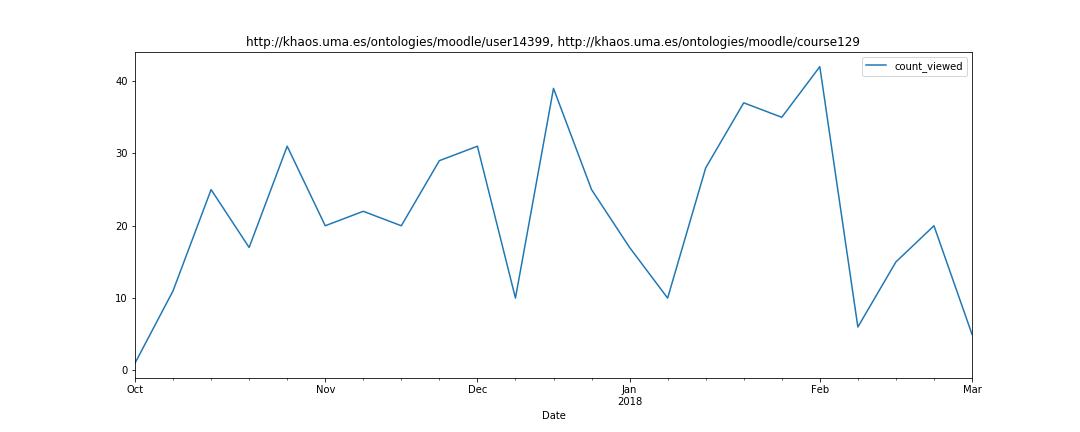 http://khaos.uma.es/ontologies/moodle/user14399, http://khaos.uma.es/ontologies/moodle/course129
count_viewed
40
30
20
10
0
Oct Nov Dec Jan Feb Mar
2018
Date